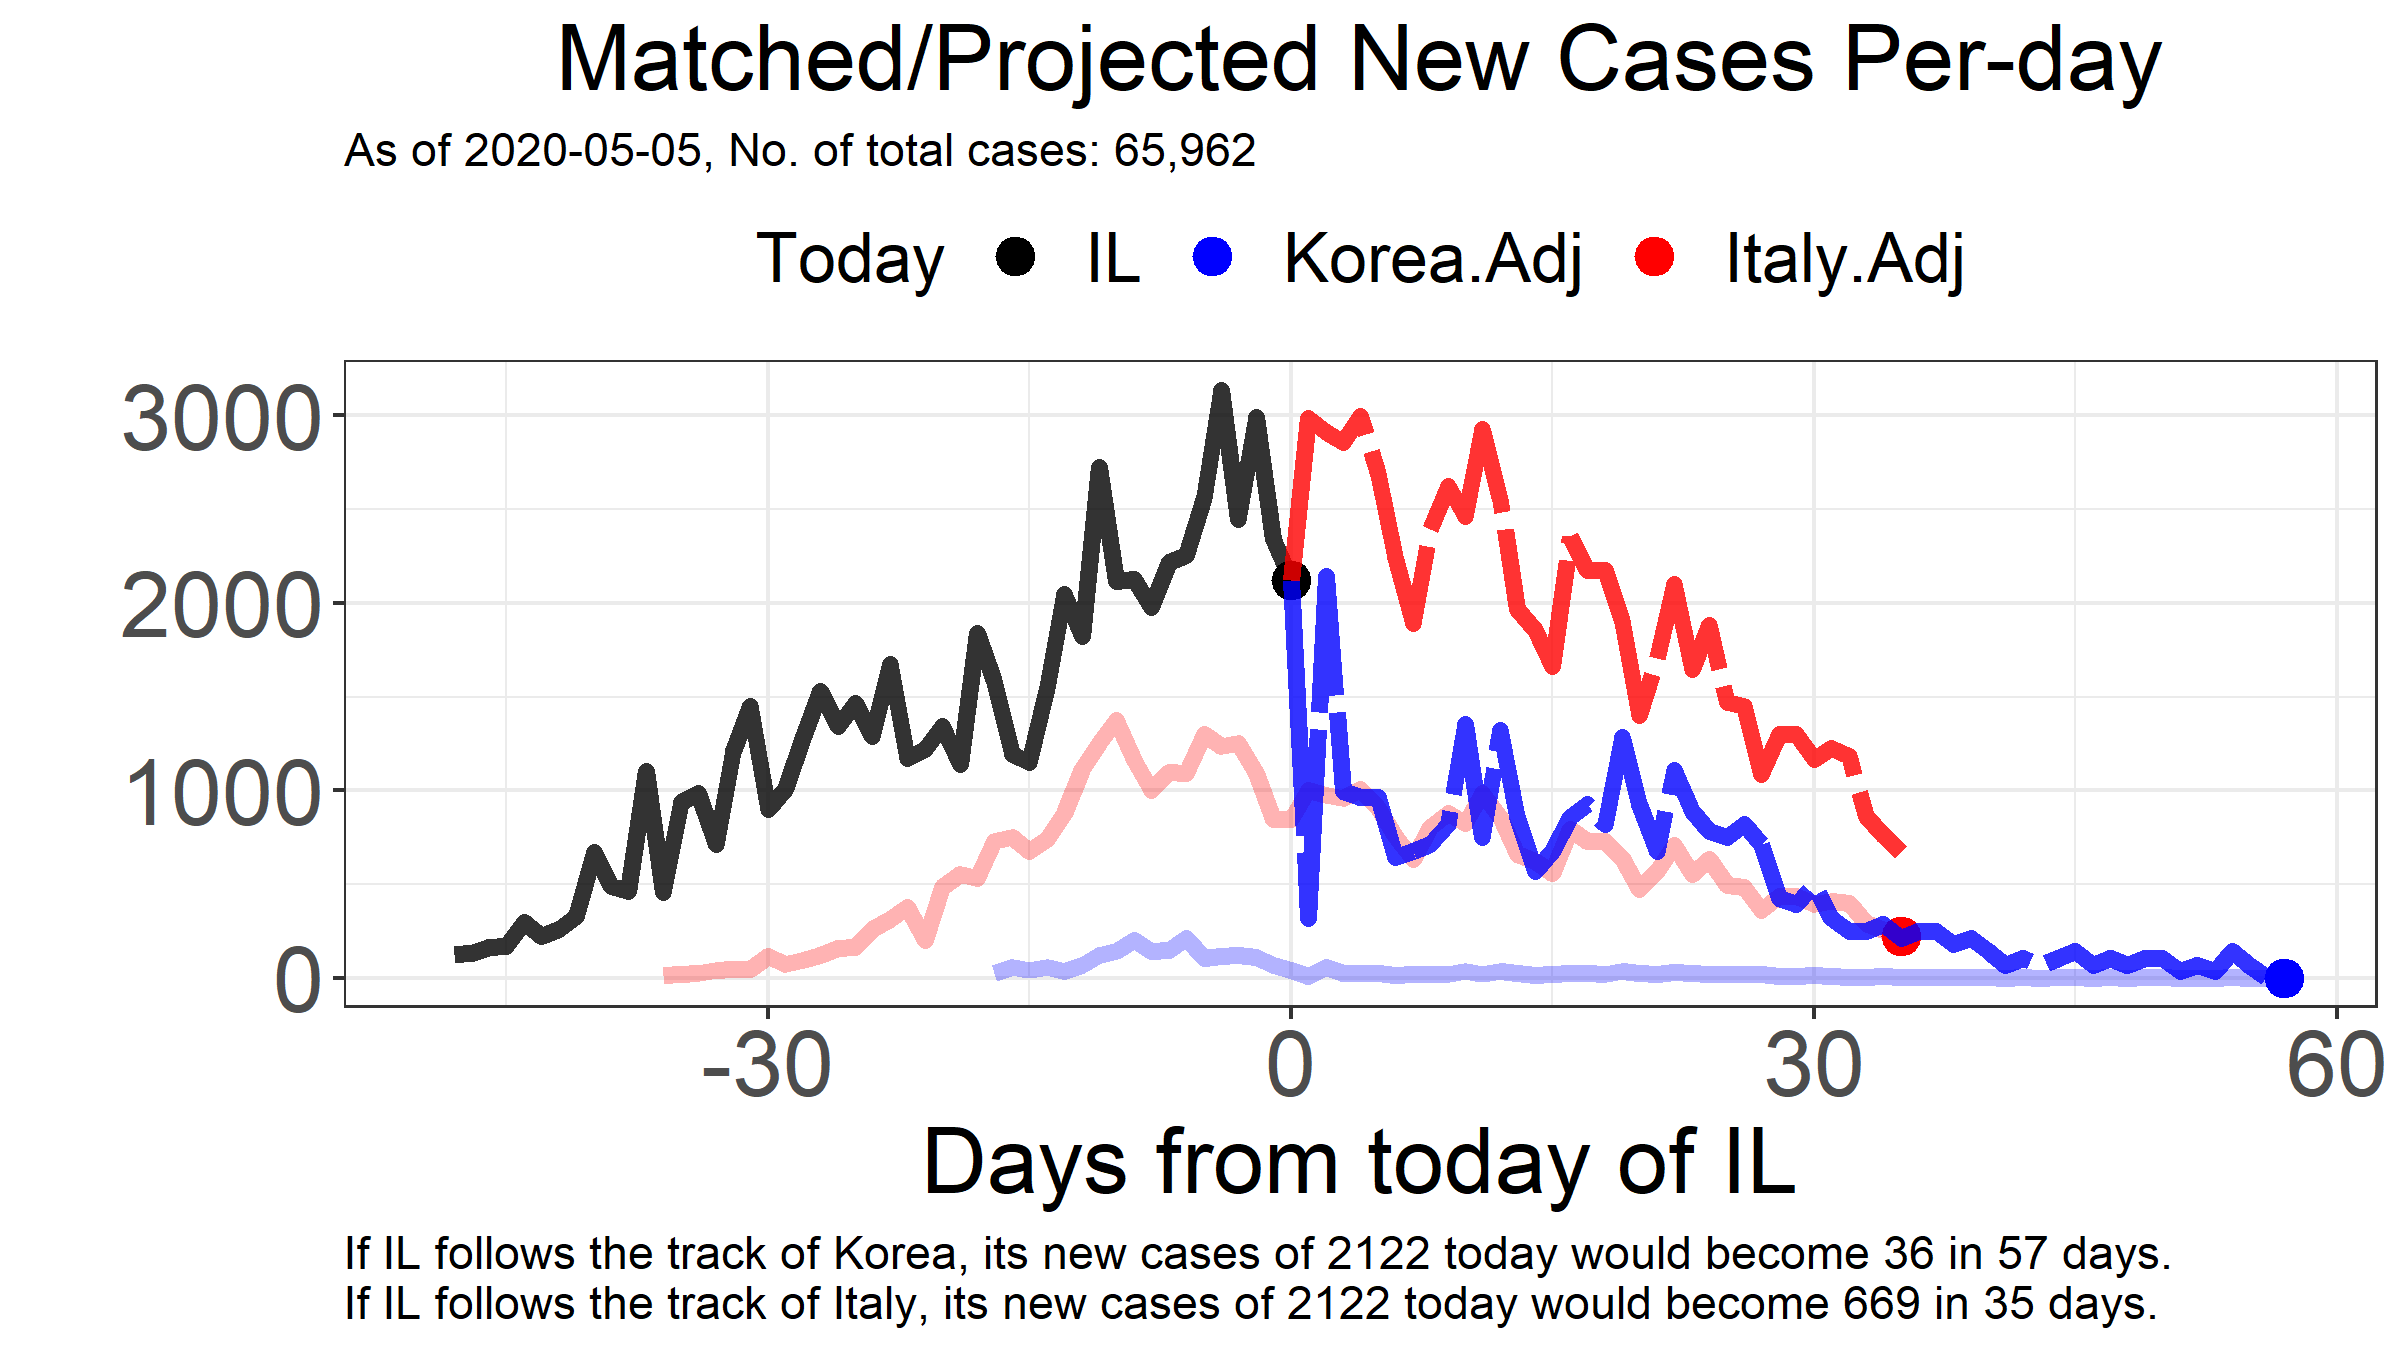 Matched/Projected New Cases Per-day
As of 2020-05-05, No. of total cases: 65,962
Today IL Korea.Adj Italy.Adj
3000
2000
1000
0
-30 0 30 60
Days from today of IL
If IL follows the track of Korea, its new cases of 2122 today would become 36 in 57 days.
If IL follows the track of Italy, its new cases of 2122 today would become 669 in 35 days.